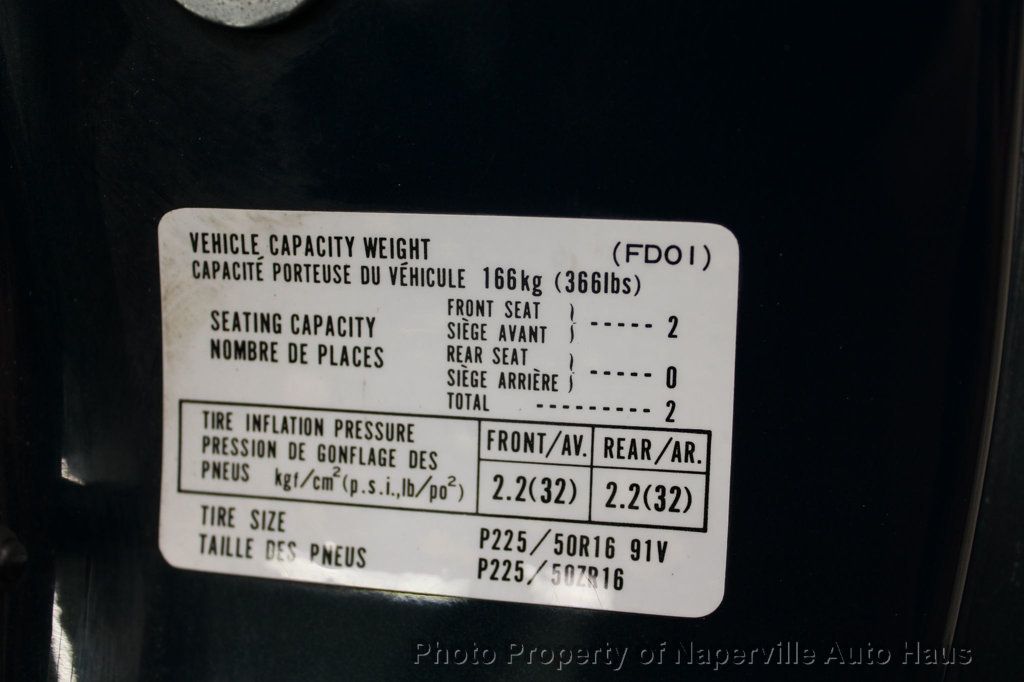 VEHICLE CAPACITY WEIGHT (FD01)
CAPACITÉ PORTEUSE DU VÉHICULE 166kg (366lbs)
SEATING CAPACITY
NOMBRE DE PLACES
FRONT SEAT
SIÈGE AVANT } ----- 2
REAR SEAT
SIÈGE ARRIÈRE } ----- 0
TOTAL --------- 2
TIRE INFLATION PRESSURE
PRESSION DE GONFLAGE DES
PNEUS kgf/cm²(p.s.i.,lb/po²)
FRONT/AV. REAR/AR.
2.2(32) 2.2(32)
TIRE SIZE
TAILLE DES PNEUS
P225/50R16 91V
P225/50ZR16
Photo Property of Naperville Auto Haus